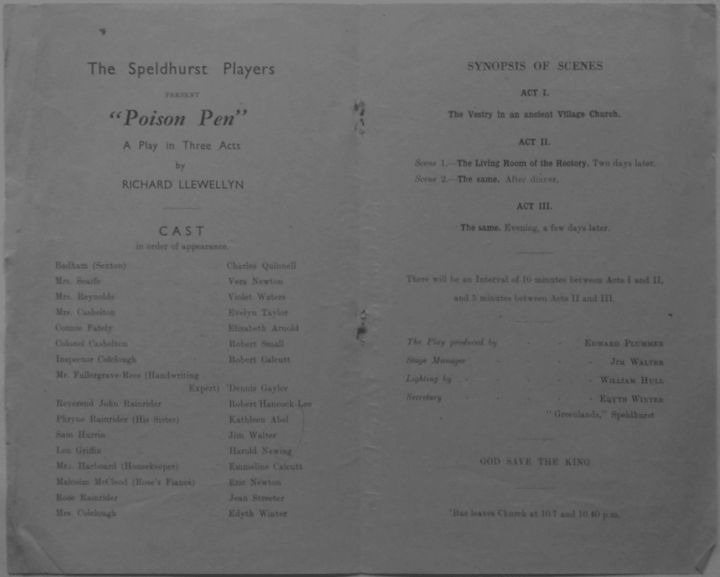 The Speldhurst Players
PRESENT
"Poison Pen"
A Play in Three Acts
by
RICHARD LLEWELLYN
CAST
in order of appearance.
Badham (Sexton) Charles Quinnell
Mrs. Scaife Vera Newton
Mrs. Reynolds Violet Waters
Mrs. Cashelton Evelyn Taylor
Connie Fately Elizabeth Arnold
Colonel Cashelton Robert Small
Inspector Colclough Robert Calcutt
Mr. Fullergrave-Rees (Handwriting
Expert) Dennis Gaylor
Reverend John Rainrider Robert Hancock Lee
Phryne Rainrider (His Sister) Kathleen Abel
Sam Hurrin Jim Walter
Len Griffin Harold Newing
Mrs. Harboard (Housekeeper) Emmeline Calcutt
Malcolm McCleod (Rose's Fiancé) Eric Newton
Rose Rainrider Jean Streeter
Mrs. Colclough Edyth Winter
SYNOPSIS OF SCENES
ACT I.
The Vestry in an ancient Village Church.
ACT II.
Scene 1.—The Living Room of the Rectory. Two days later.
Scene 2.—The same. After dinner.
ACT III.
The same. Evening, a few days later.
There will be an Interval of 10 minutes between Acts I and II,
and 5 minutes between Acts II and III.
The Play produced by - - EDWARD PLUMMER
Stage Manager - - - JIM WALTER
Lighting by - - - WILLIAM HULL
Secretary - - - EDYTH WINTER
"Greenlands," Speldhurst
GOD SAVE THE KING
Bus leaves Church at 10.7 and 10.40 p.m.